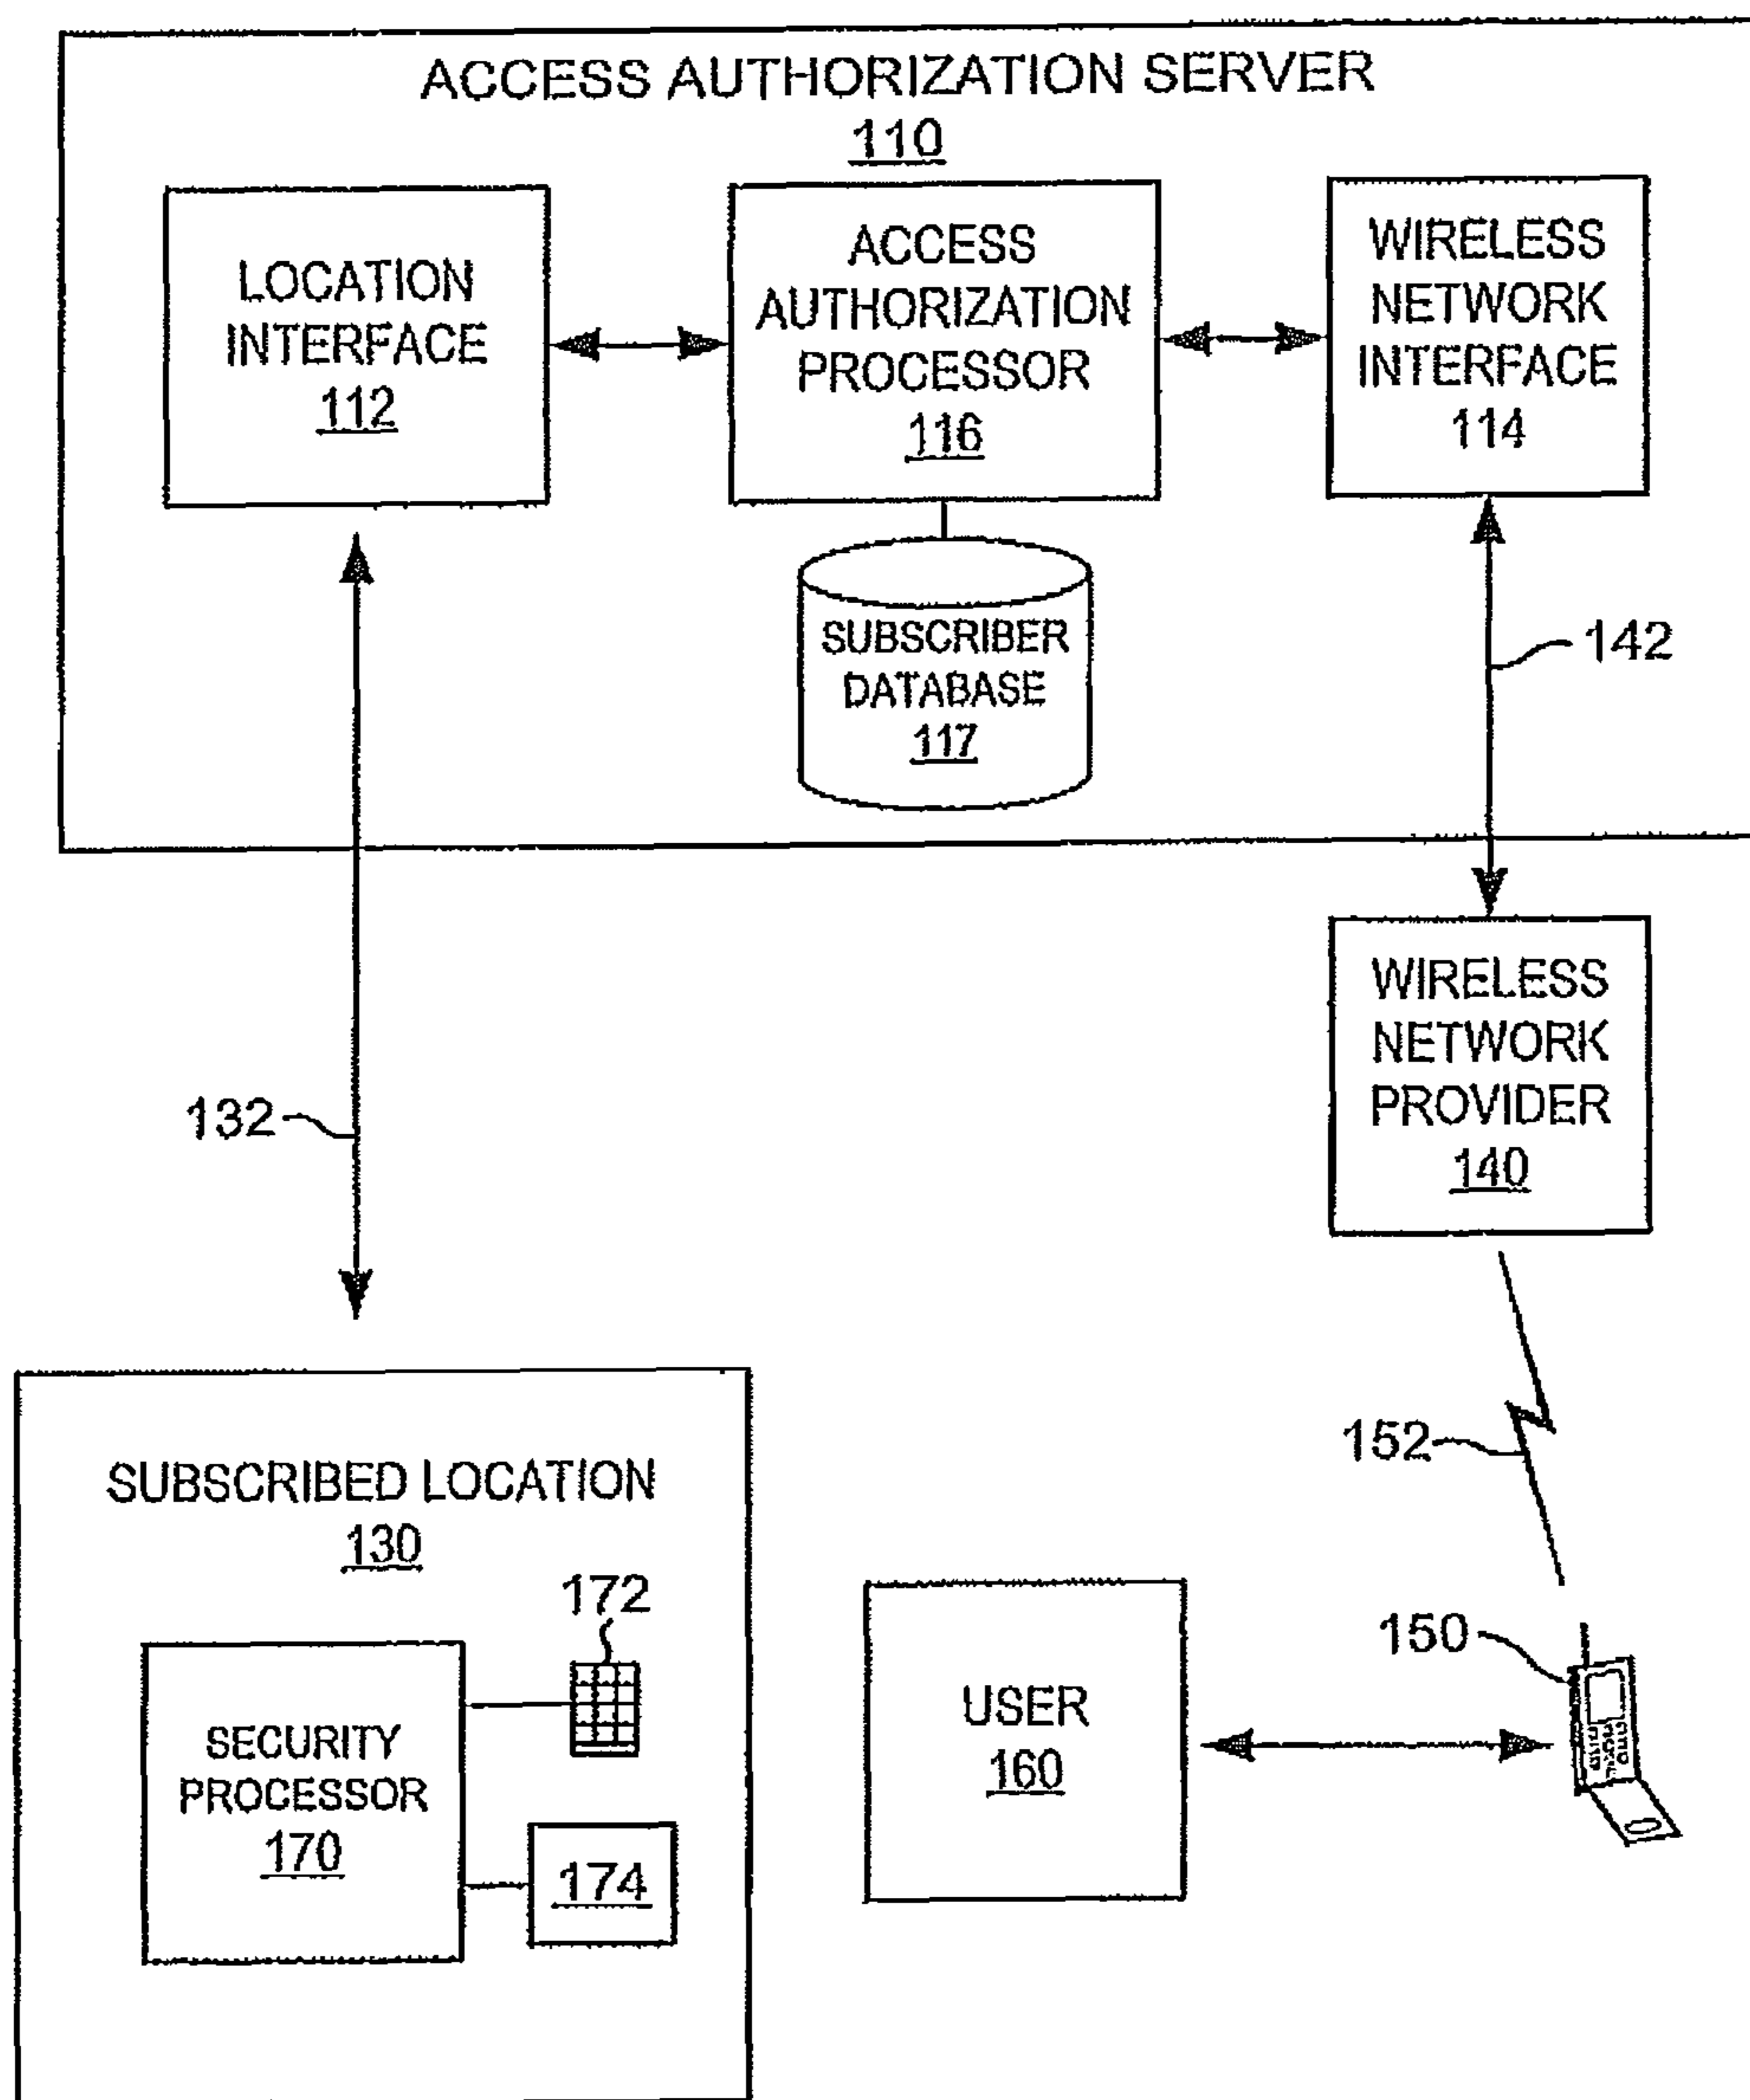 ACCESS AUTHORIZATION SERVER
110
LOCATION
INTERFACE
112
ACCESS
AUTHORIZATION
PROCESSOR
116
WIRELESS
NETWORK
INTERFACE
114
SUBSCRIBER
DATABASE
117
142
WIRELESS
NETWORK
PROVIDER
140
132
152
SUBSCRIBED LOCATION
130
172
SECURITY
PROCESSOR
170
174
USER
160
150